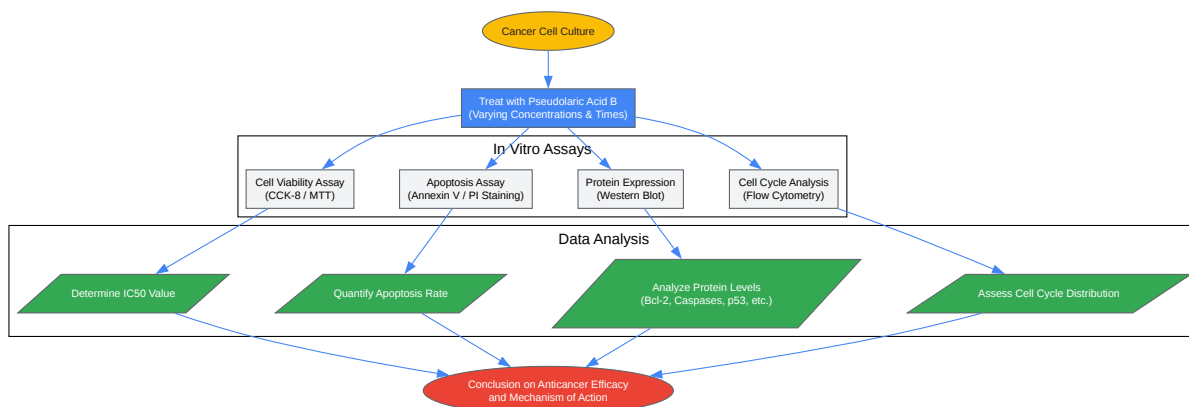 Cancer Cell Culture
Treat with Pseudolaric Acid B
(Varying Concentrations & Times)
In Vitro Assays
Cell Viability Assay
(CCK-8 / MTT)
Apoptosis Assay
(Annexin V / PI Staining)
Protein Expression
(Western Blot)
Cell Cycle Analysis
(Flow Cytometry)
Data Analysis
Determine IC50 Value
Quantify Apoptosis Rate
Analyze Protein Levels
(Bcl-2, Caspases, p53, etc.)
Assess Cell Cycle Distribution
Conclusion on Anticancer Efficacy
and Mechanism of Action